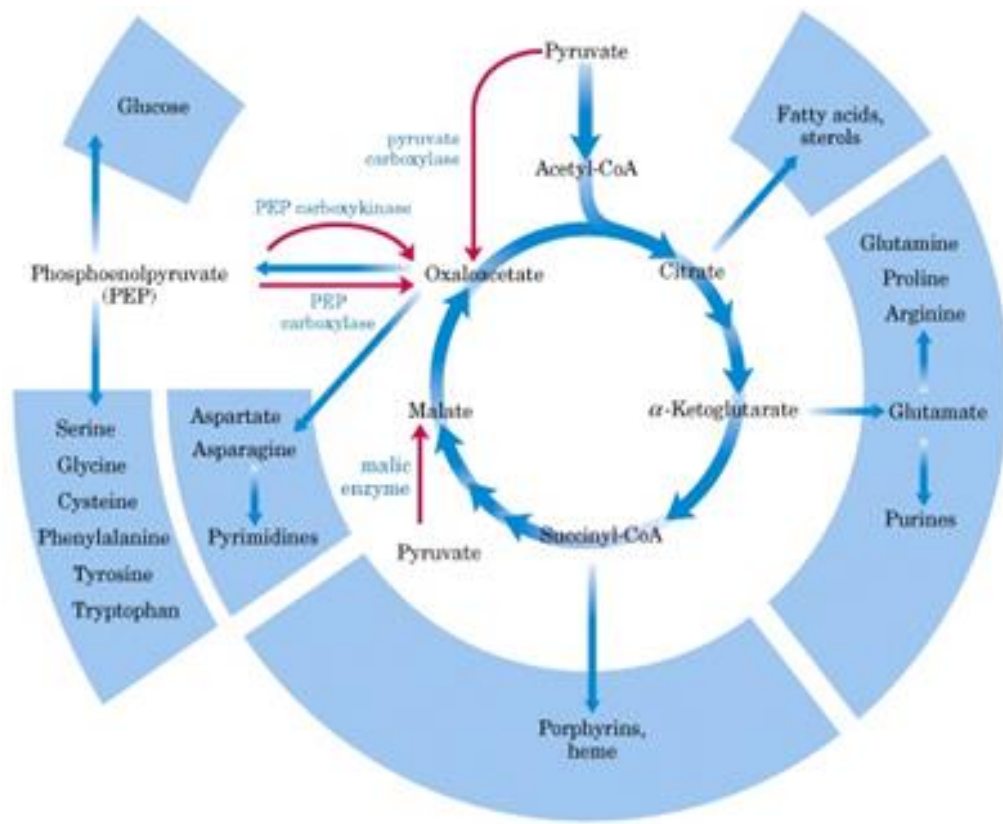 Pyruvate
Glucose
Fatty acids,
sterols
pyruvate
carboxylase
Acetyl-CoA
PEP carboxykinase
Glutamine
Phosphoenolpyruvate
(PEP)
Oxaloacetate
Citrate
Proline
Arginine
PEP
carboxylase
Aspartate
Asparagine
Malate
α-Ketoglutarate
Glutamate
Serine
Glycine
Cysteine
Phenylalanine
Tyrosine
Tryptophan
Pyrimidines
malic
enzyme
Pyruvate
Succinyl-CoA
Purines
Porphyrins,
heme